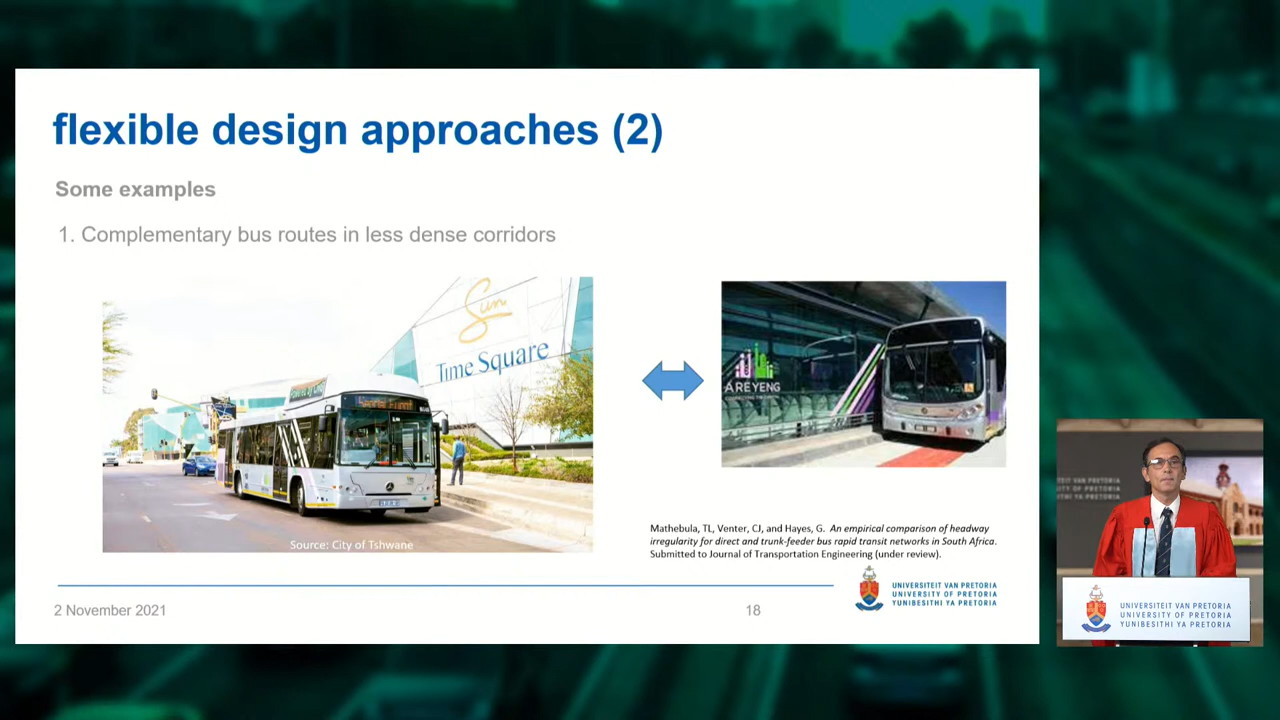 flexible design approaches (2)
Some examples
1. Complementary bus routes in less dense corridors
Sun
Time Square
Source: City of Tshwane
A RE YENG
Mathebula, TL, Venter, CJ, and Hayes, G. An empirical comparison of headway
irregularity for direct and trunk-feeder bus rapid transit networks in South Africa.
Submitted to Journal of Transportation Engineering (under review).
2 November 2021
18
UNIVERSITEIT VAN PRETORIA
UNIVERSITY OF PRETORIA
YUNIBESITHI YA PRETORIA
UNIVERSITEIT VAN PRETORIA
UNIVERSITY OF PRETORIA
YUNIBESITHI YA PRETORIA